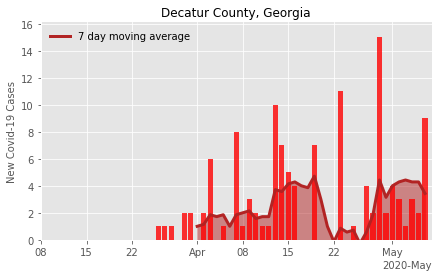 Decatur County, Georgia
7 day moving average
New Covid-19 Cases
16
14
12
10
8
6
4
2
0
08 15 22 Apr 08 15 22 May
2020-May